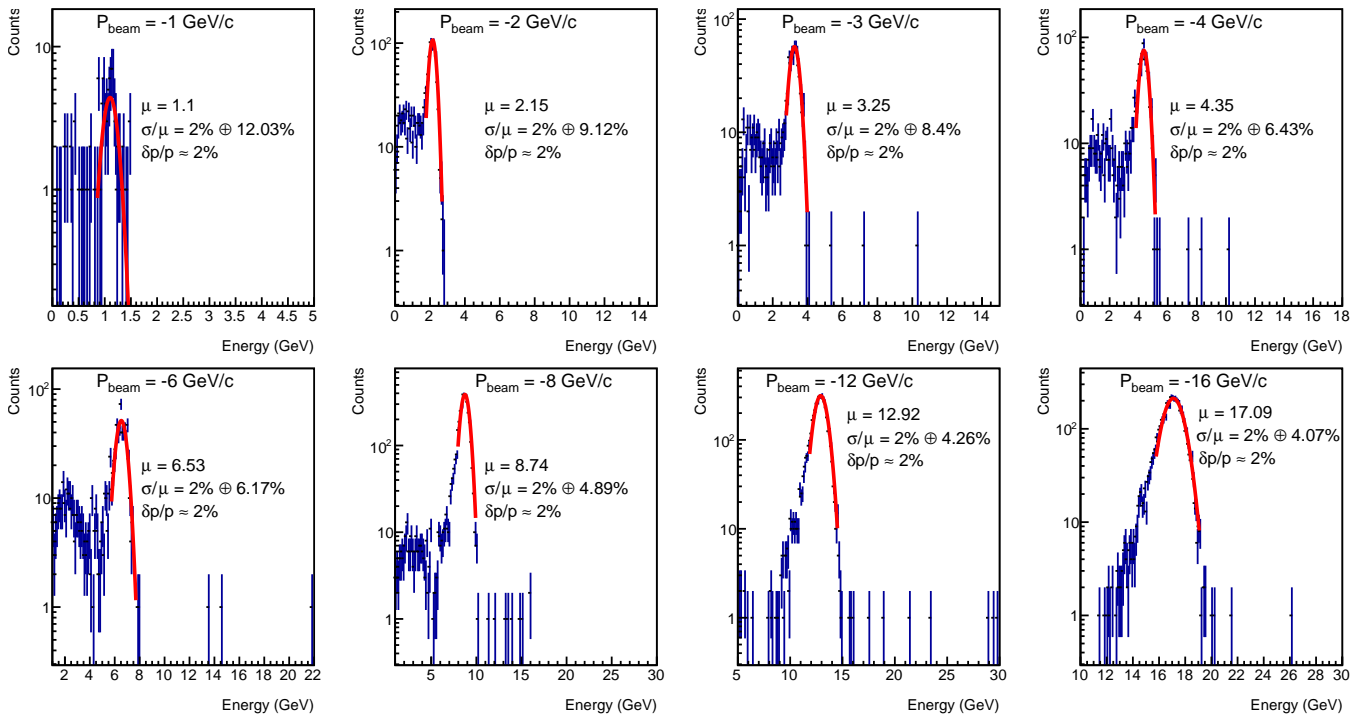 Counts
P_beam = -1 GeV/c
10
1
μ = 1.1
σ/μ = 2% ⊕ 12.03%
δp/p ≈ 2%
0 0.5 1 1.5 2 2.5 3 3.5 4 4.5 5
Energy (GeV)
Counts
P_beam = -2 GeV/c
10²
10
1
μ = 2.15
σ/μ = 2% ⊕ 9.12%
δp/p ≈ 2%
0 2 4 6 8 10 12 14
Energy (GeV)
Counts
P_beam = -3 GeV/c
10²
10
1
μ = 3.25
σ/μ = 2% ⊕ 8.4%
δp/p ≈ 2%
0 2 4 6 8 10 12 14
Energy (GeV)
Counts
P_beam = -4 GeV/c
10²
10
1
μ = 4.35
σ/μ = 2% ⊕ 6.43%
δp/p ≈ 2%
0 2 4 6 8 10 12 14 16 18
Energy (GeV)
Counts
P_beam = -6 GeV/c
10²
10
1
μ = 6.53
σ/μ = 2% ⊕ 6.17%
δp/p ≈ 2%
2 4 6 8 10 12 14 16 18 20 22
Energy (GeV)
Counts
P_beam = -8 GeV/c
10²
10
1
μ = 8.74
σ/μ = 2% ⊕ 4.89%
δp/p ≈ 2%
5 10 15 20 25 30
Energy (GeV)
Counts
P_beam = -12 GeV/c
10²
10
1
μ = 12.92
σ/μ = 2% ⊕ 4.26%
δp/p ≈ 2%
5 10 15 20 25 30
Energy (GeV)
Counts
P_beam = -16 GeV/c
10²
10
1
μ = 17.09
σ/μ = 2% ⊕ 4.07%
δp/p ≈ 2%
10 12 14 16 18 20 22 24 26 28 30
Energy (GeV)